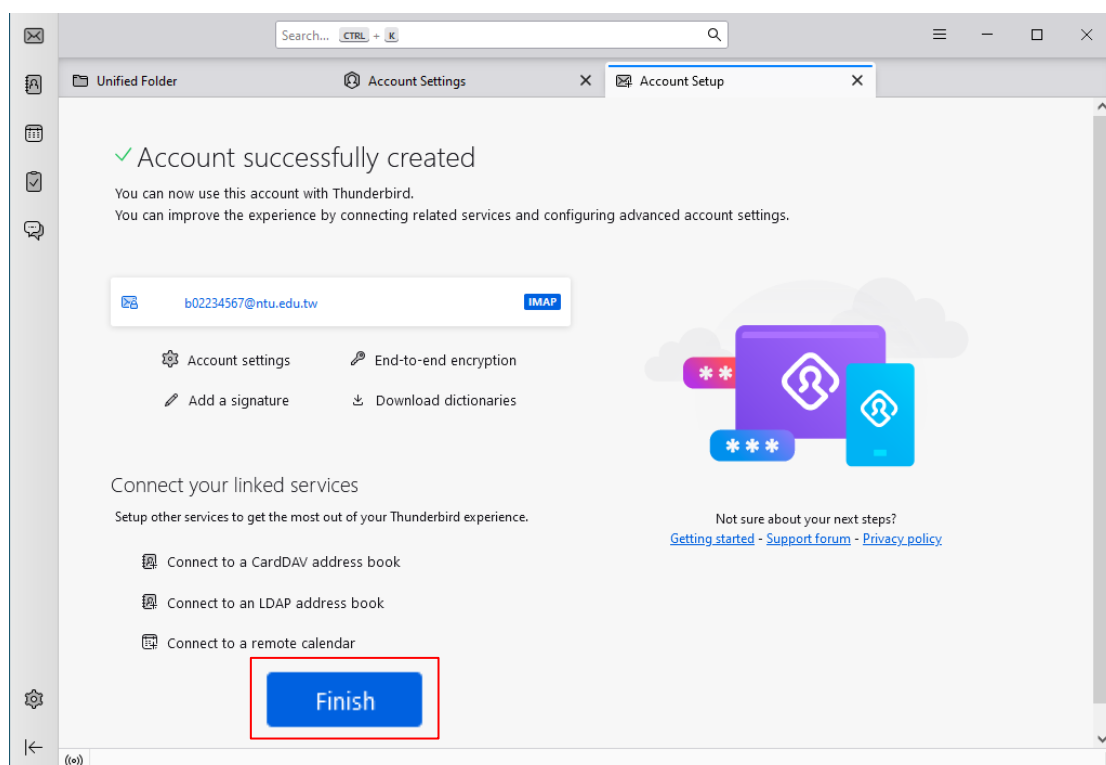 Search... CTRL + K
Unified Folder
Account Settings
Account Setup
Account successfully created
You can now use this account with Thunderbird.
You can improve the experience by connecting related services and configuring advanced account settings.
b02234567@ntu.edu.tw
IMAP
Account settings
End-to-end encryption
Add a signature
Download dictionaries
***
***
Connect your linked services
Setup other services to get the most out of your Thunderbird experience.
Connect to a CardDAV address book
Connect to an LDAP address book
Connect to a remote calendar
Finish
Not sure about your next steps?
Getting started - Support forum - Privacy policy